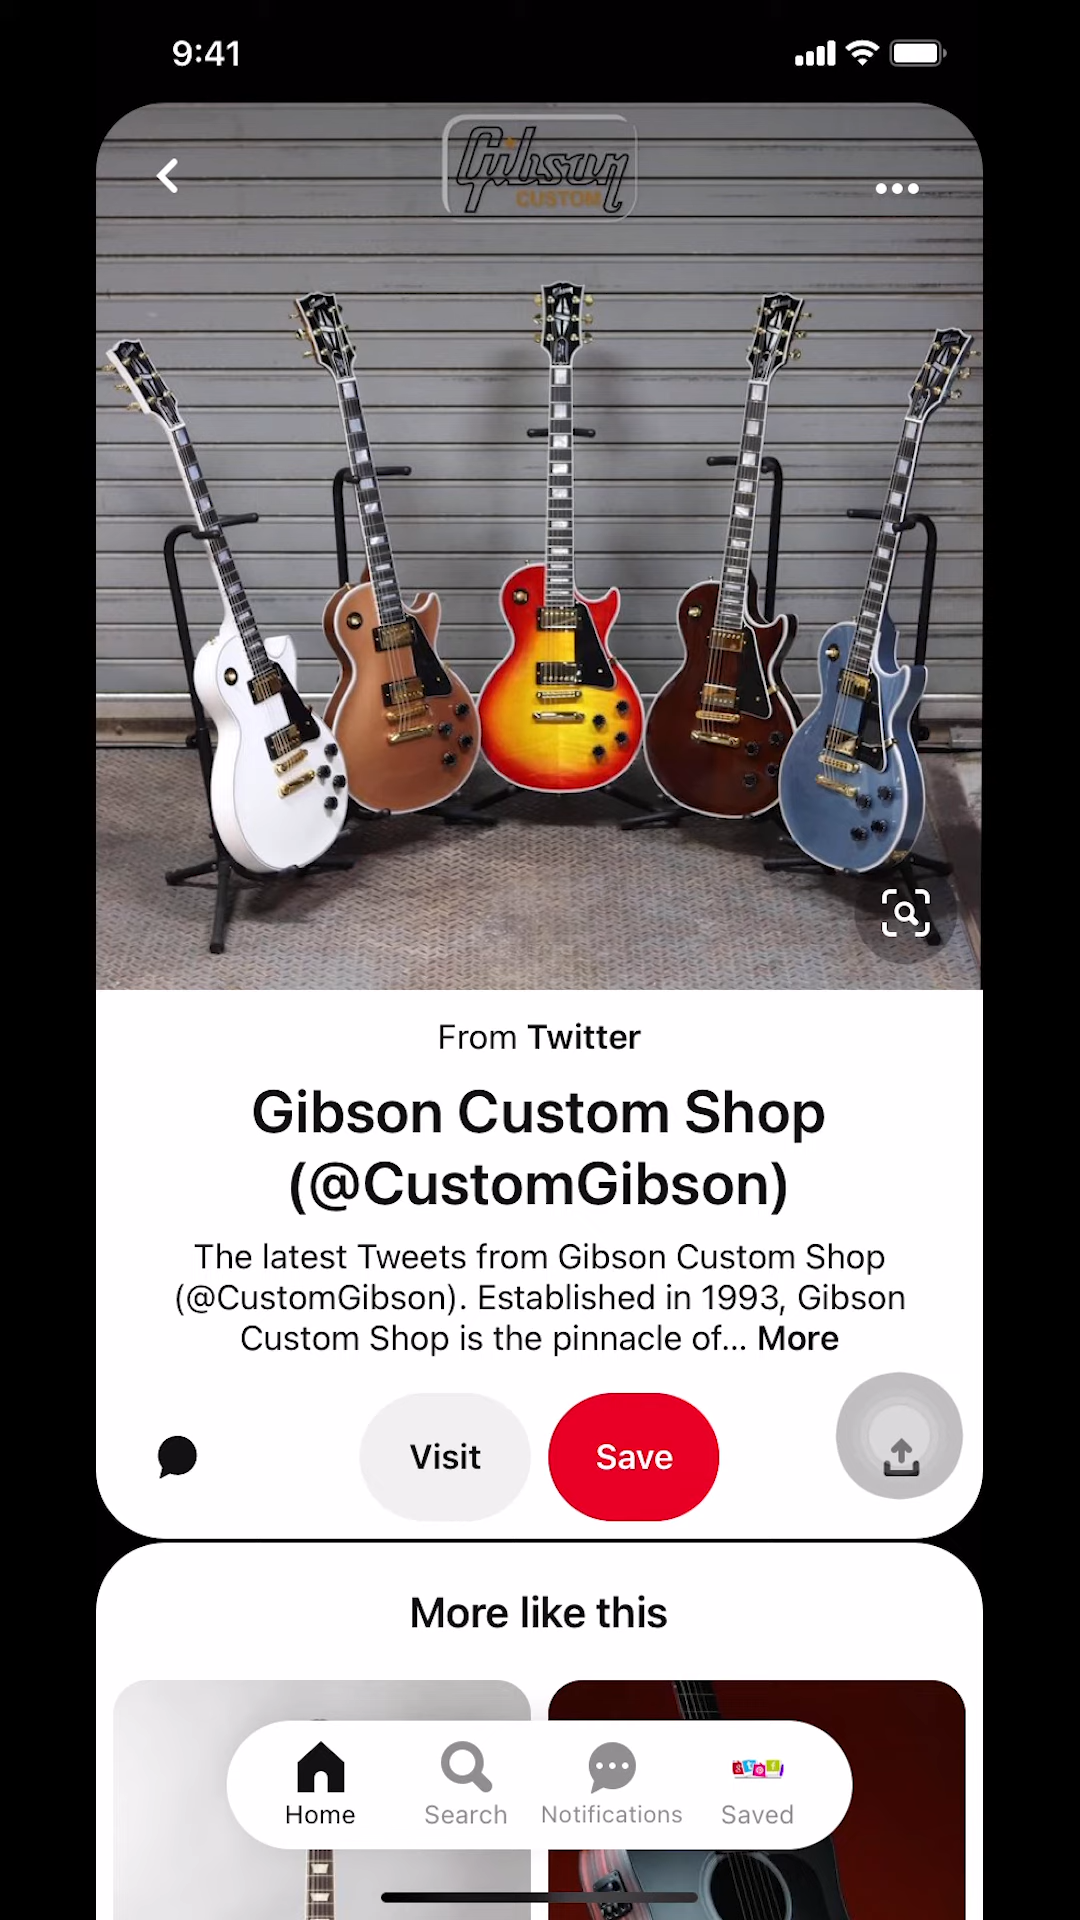 9:41
Gibson
CUSTOM
From Twitter
Gibson Custom Shop
(@CustomGibson)
The latest Tweets from Gibson Custom Shop
(@CustomGibson). Established in 1993, Gibson
Custom Shop is the pinnacle of... More
Visit
Save
More like this
Home
Search
Notifications
Saved